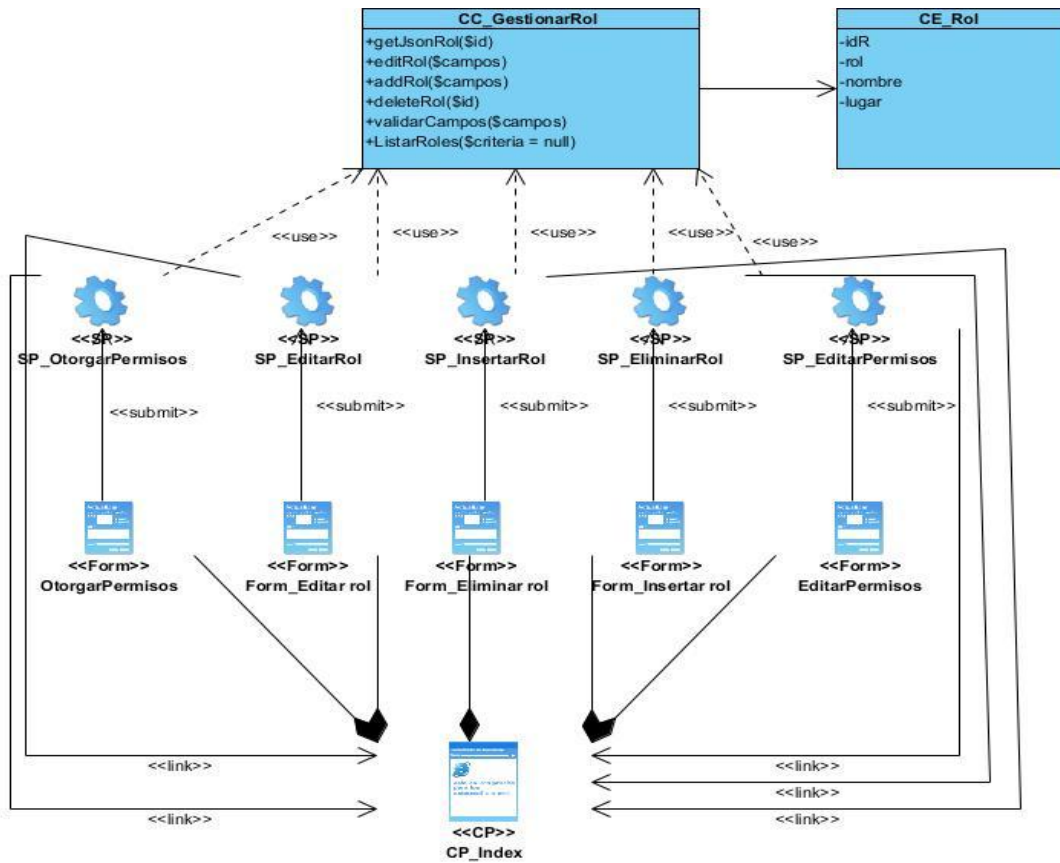 CC_GestionarRol
+getJsonRol($id)
+editRol($campos)
+addRol($campos)
+deleteRol($id)
+validarCampos($campos)
+ListarRoles($criteria = null)
CE_Rol
-idR
-rol
-nombre
-lugar
<<use>>
<<use>>
<<use>>
<<use>>
<<use>>
<<SP>>
SP_OtorgarPermisos
<<SP>>
SP_EditarRol
<<SP>>
SP_InsertarRol
<<SP>>
SP_EliminarRol
<<SP>>
SP_EditarPermisos
<<submit>>
<<submit>>
<<submit>>
<<submit>>
<<submit>>
<<Form>>
OtorgarPermisos
<<Form>>
Form_Editar rol
<<Form>>
Form_Eliminar rol
<<Form>>
Form_Insertar rol
<<Form>>
EditarPermisos
<<link>>
<<link>>
<<link>>
<<link>>
<<link>>
<<CP>>
CP_Index